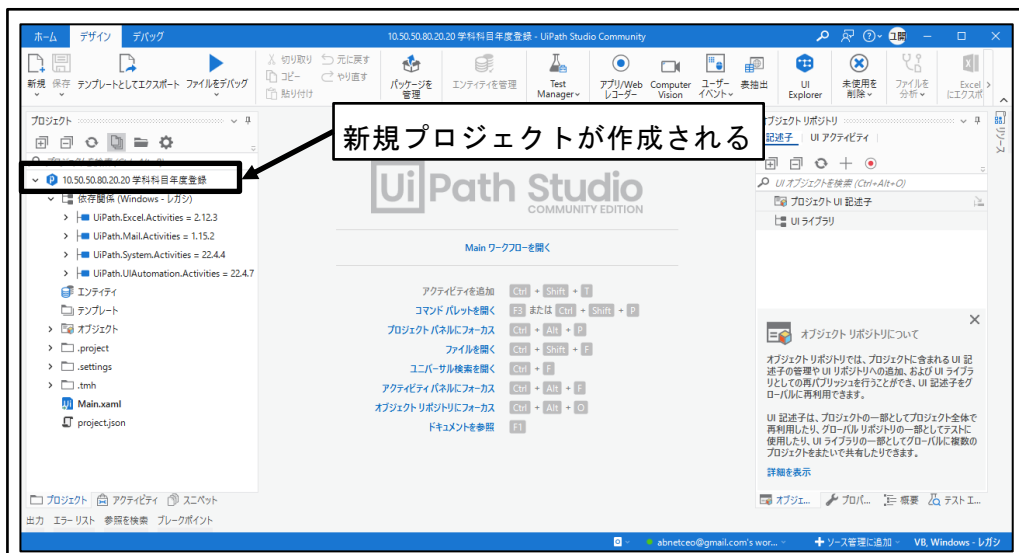 ホーム デザイン デバッグ 10.50.50.80.20.20 学科科目年度登録 - UiPath Studio Community
新規 保存 テンプレートとしてエクスポート ファイルをデバッグ
切り取り 元に戻す
コピー やり直す
貼り付け
パッケージを管理 エンティティを管理 Test Manager アプリ/Web レコーダー Computer Vision ユーザー イベント 表抽出 UI Explorer 未使用を削除 ファイルを分析 Excel にエクスポ
新規プロジェクトが作成される
プロジェクト
10.50.50.80.20.20 学科科目年度登録
依存関係 (Windows - レガシ)
UiPath.Excel.Activities = 2.12.3
UiPath.Mail.Activities = 1.15.2
UiPath.System.Activities = 22.4.4
UiPath.UIAutomation.Activities = 22.4.7
エンティティ
テンプレート
オブジェクト
.project
.settings
.tmh
Main.xaml
project.json
プロジェクト アクティビティ スニペット
出力 エラー リスト 参照を検索 ブレークポイント
UiPath Studio
COMMUNITY EDITION
Main ワークフローを開く
アクティビティを追加 Ctrl + Shift + T
コマンド パレットを開く F3 または Ctrl + Shift + P
プロジェクト パネルにフォーカス Ctrl + Alt + P
ファイルを開く Ctrl + Shift + F
ユニバーサル検索を開く Ctrl + F
アクティビティ パネルにフォーカス Ctrl + Alt + F
オブジェクト リポジトリにフォーカス Ctrl + Alt + O
ドキュメントを参照 F1
ブジェクト リポジトリ
記述子 UI アクティビティ
UI オブジェクトを検索 (Ctrl+Alt+O)
プロジェクト UI 記述子
UI ライブラリ
リソース
オブジェクト リポジトリについて
オブジェクト リポジトリでは、プロジェクトに含まれる UI 記
述子の管理や UI リポジトリへの追加、および UI ライブラ
リとしての再パブリッシュを行うことができ、UI 記述子をグ
ローバルに再利用できます。
UI 記述子は、プロジェクトの一部としてプロジェクト全体で
再利用したり、グローバル リポジトリの一部としてテストに
使用したり、UI ライブラリの一部としてグローバルに複数の
プロジェクトをまたいで共有したりできます。
詳細を表示
オブジェ... プロパ... 概要 テスト エ...
abnetceo@gmail.com's wor... ソース管理に追加 VB, Windows - レガシ